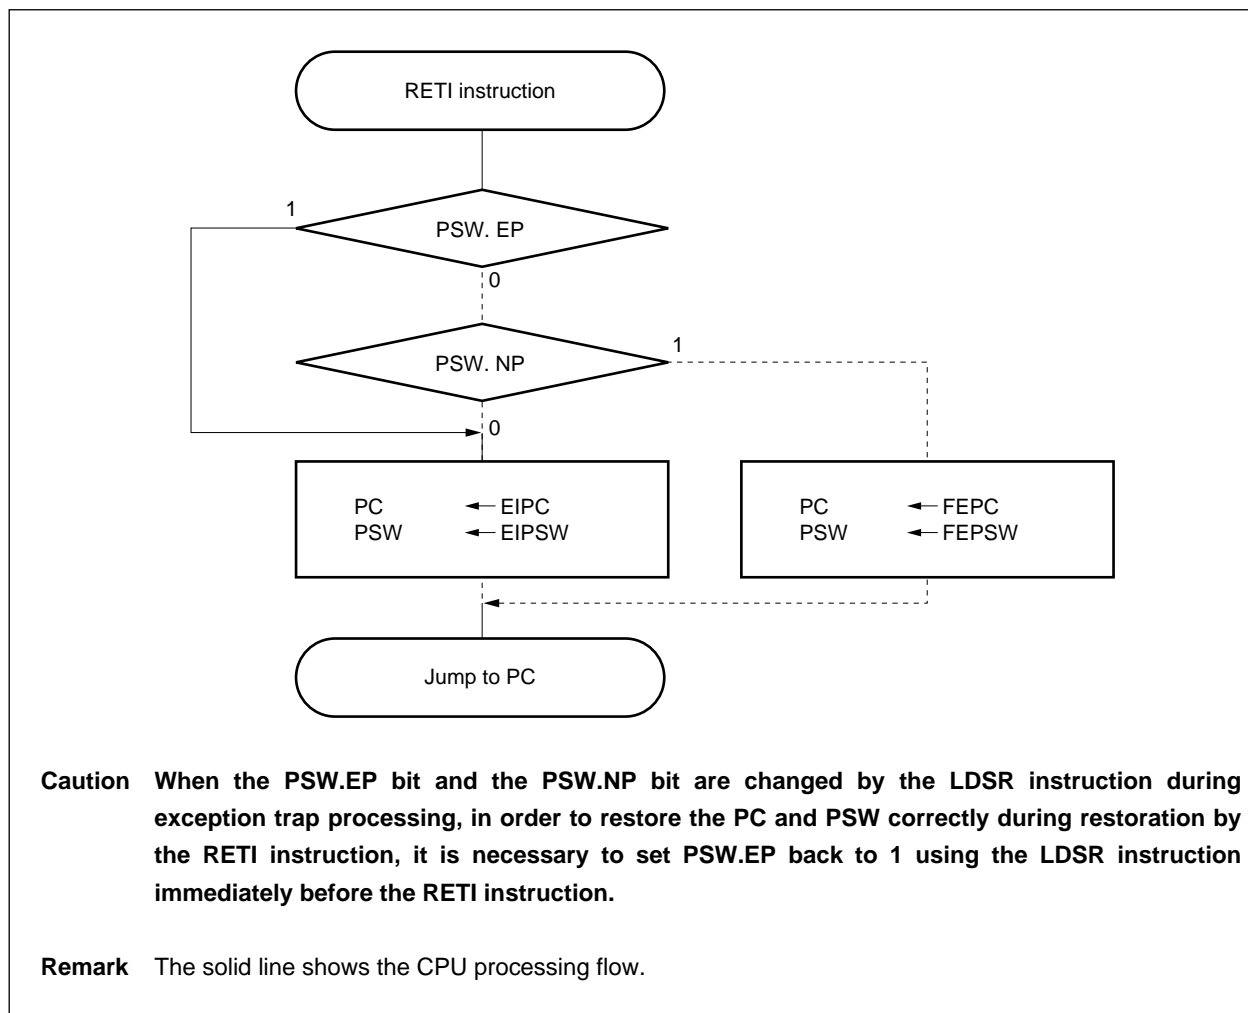 RETI instruction
1
PSW. EP
0
PSW. NP
1
0
PC ← EIPC
PSW ← EIPSW
PC ← FEPC
PSW ← FEPSW
Jump to PC
Caution When the PSW.EP bit and the PSW.NP bit are changed by the LDSR instruction during
exception trap processing, in order to restore the PC and PSW correctly during restoration by
the RETI instruction, it is necessary to set PSW.EP back to 1 using the LDSR instruction
immediately before the RETI instruction.
Remark The solid line shows the CPU processing flow.